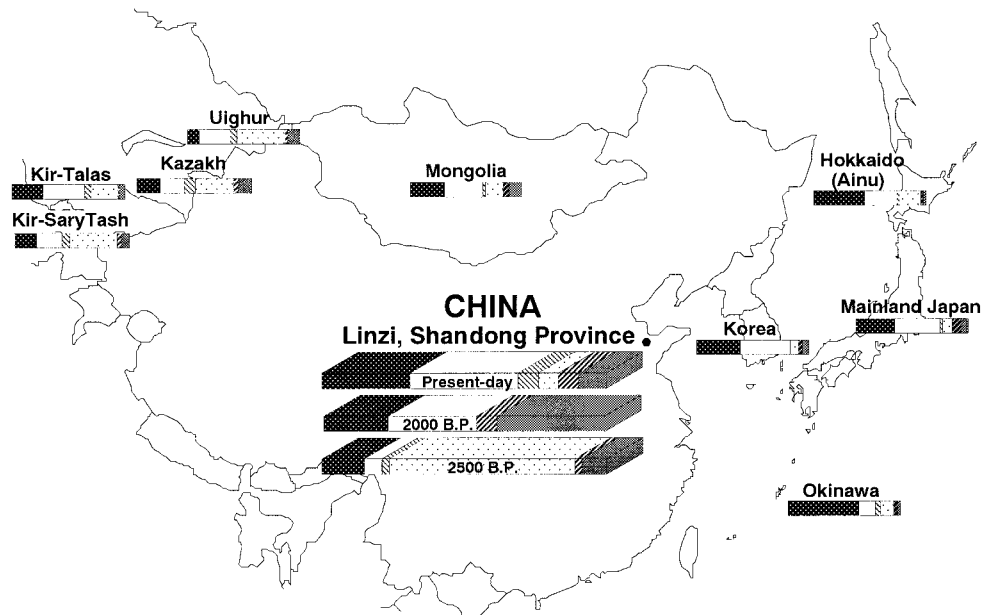 Uighur
Kazakh
Kir-Talas
Kir-SaryTash
Mongolia
Hokkaido
(Ainu)
CHINA
Linzi, Shandong Province
Mainland Japan
Korea
Present-day
2000 B.P.
2500 B.P.
Okinawa